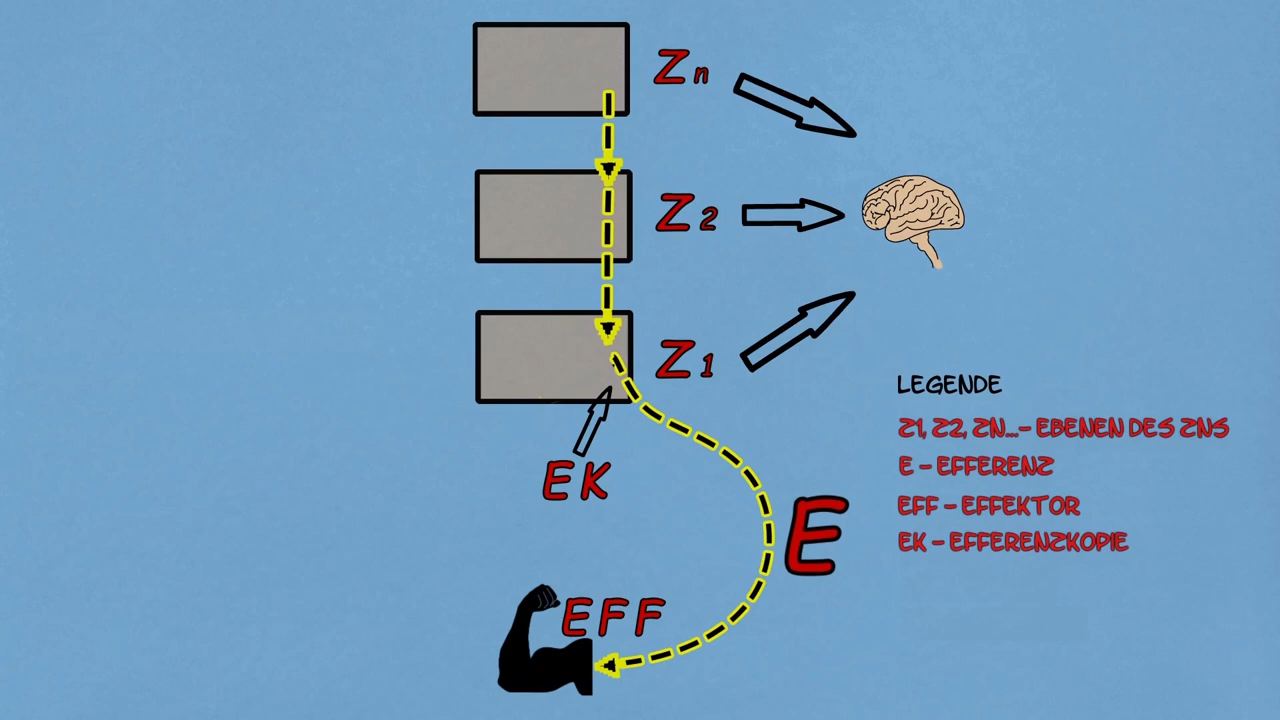 Zn
Z2
Z1
EK
E
EFF
LEGENDE
Z1, Z2, ZN...- EBENEN DES ZNS
E - EFFERENZ
EFF - EFFEKTOR
EK - EFFERENZKOPIE